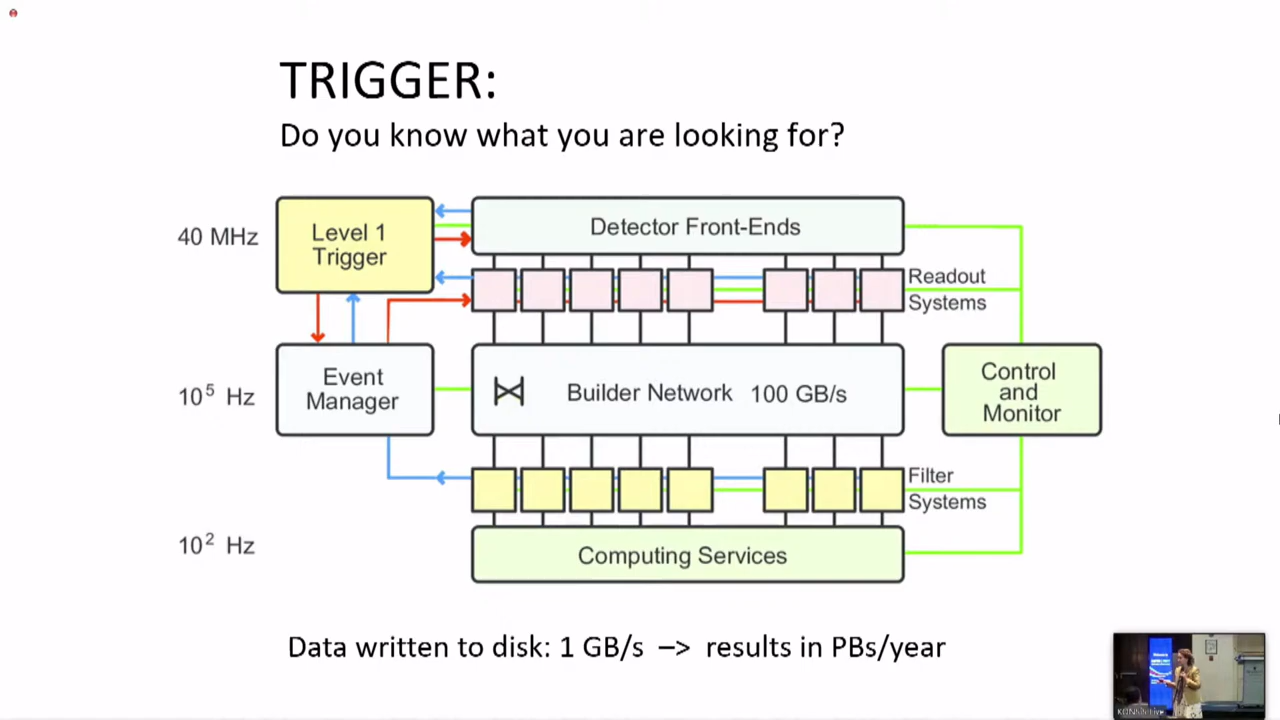 TRIGGER:
Do you know what you are looking for?
40 MHz
Level 1
Trigger
Detector Front-Ends
Readout
Systems
10⁵ Hz
Event
Manager
Builder Network 100 GB/s
Control
and
Monitor
Filter
Systems
10² Hz
Computing Services
Data written to disk: 1 GB/s –> results in PBs/year